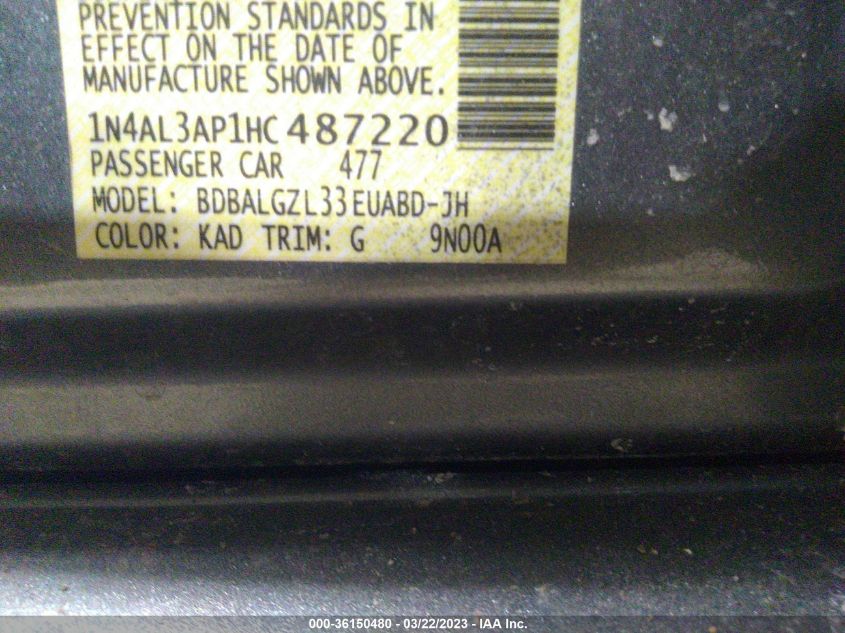 PREVENTION STANDARDS IN
EFFECT ON THE DATE OF
MANUFACTURE SHOWN ABOVE.
1N4AL3AP1HC487220
PASSENGER CAR 477
MODEL: BDBALGZL33EUABD-JH
COLOR: KAD TRIM: G 9N00A
000-36150480 - 03/22/2023 - IAA Inc.